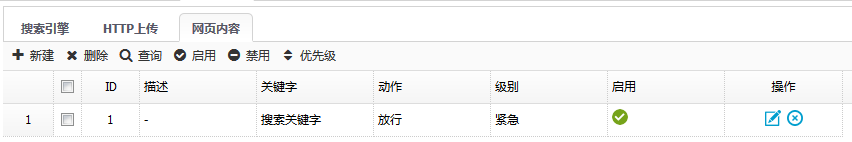 搜索引擎 HTTP上传 网页内容
新建 删除 查询 启用 禁用 优先级
ID 描述 关键字 动作 级别 启用 操作
1 1 - 搜索关键字 放行 紧急